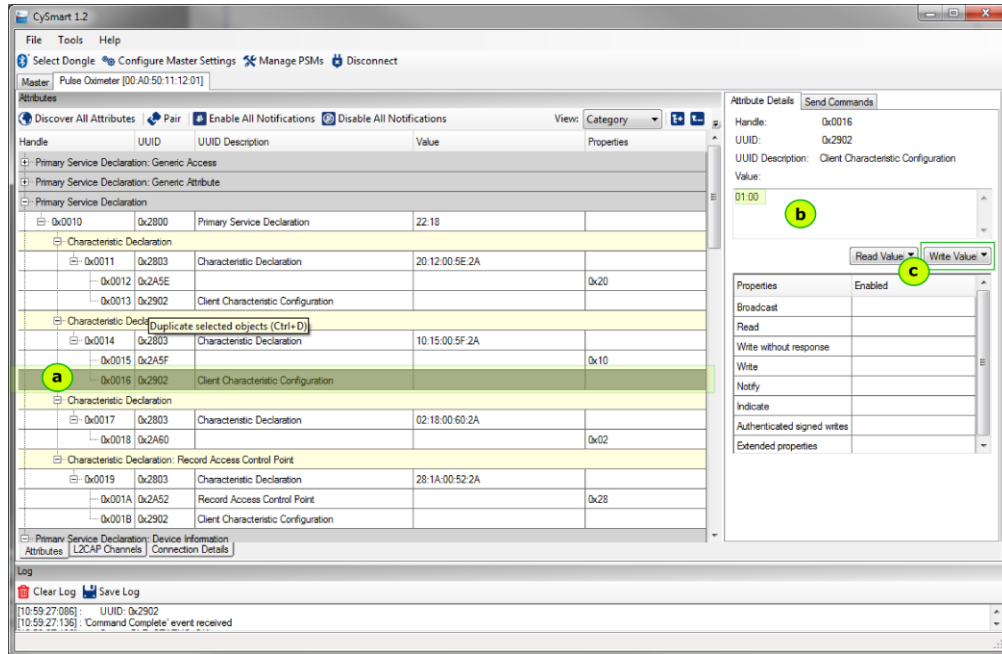 CySmart 1.2
File Tools Help
Select Dongle Configure Master Settings Manage PSMs Disconnect
Master Pulse Oximeter [00:A0:50:11:12:01]
Attributes
Discover All Attributes Pair Enable All Notifications Disable All Notifications View: Category
Handle UUID UUID Description Value Properties
Primary Service Declaration: Generic Access
Primary Service Declaration: Generic Attribute
Primary Service Declaration
0x0010 0x2800 Primary Service Declaration 22:18
Characteristic Declaration
0x0011 0x2803 Characteristic Declaration 20:12:00:5E:2A
0x0012 0x2A5E 0x20
0x0013 0x2902 Client Characteristic Configuration
Characteristic Decla
Duplicate selected objects (Ctrl+D)
0x0014 0x2803 Characteristic Declaration 10:15:00:5F:2A
0x0015 0x2A5F 0x10
a 0x0016 0x2902 Client Characteristic Configuration
Characteristic Declaration
0x0017 0x2803 Characteristic Declaration 02:18:00:60:2A
0x0018 0x2A60 0x02
Characteristic Declaration: Record Access Control Point
0x0019 0x2803 Characteristic Declaration 28:1A:00:52:2A
0x001A 0x2A52 Record Access Control Point 0x28
0x001B 0x2902 Client Characteristic Configuration
Primary Service Declaration: Device Information
Attributes L2CAP Channels Connection Details
Attribute Details Send Commands
Handle: 0x0016
UUID: 0x2902
UUID Description: Client Characteristic Configuration
Value:
01:00
b
Read Value Write Value
c
Properties Enabled
Broadcast
Read
Write without response
Write
Notify
Indicate
Authenticated signed writes
Extended properties
Log
Clear Log Save Log
[10:59:27:086] : UUID: 0x2902
[10:59:27:136] : 'Command Complete' event received